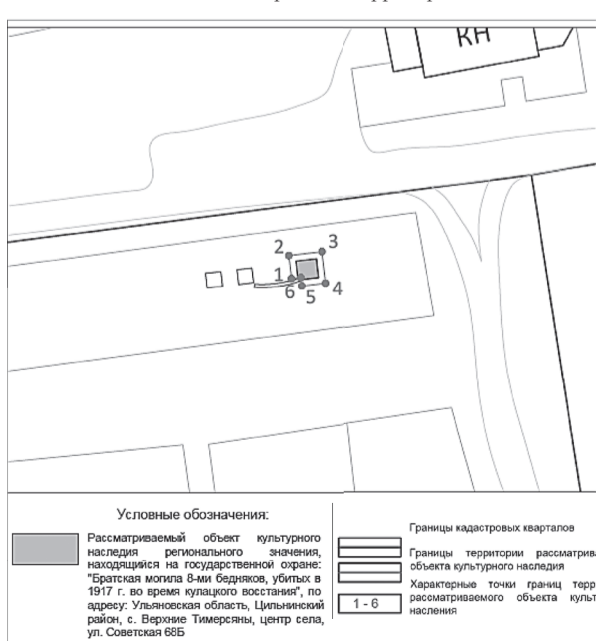 КН
2
3
1
6
5
4
Условные обозначения:
Рассматриваемый объект культурного
наследия регионального значения,
находящийся на государственной охране:
"Братская могила 8-ми бедняков, убитых в
1917 г. во время кулацкого восстания", по
адресу: Ульяновская область, Цильнинский
район, с. Верхние Тимерсяны, центр села,
ул. Советская 68Б
Границы кадастровых кварталов
Границы территории рассматрив
объекта культурного наследия
1 - 6
Характерные точки границ терр
рассматриваемого объекта культ
насления